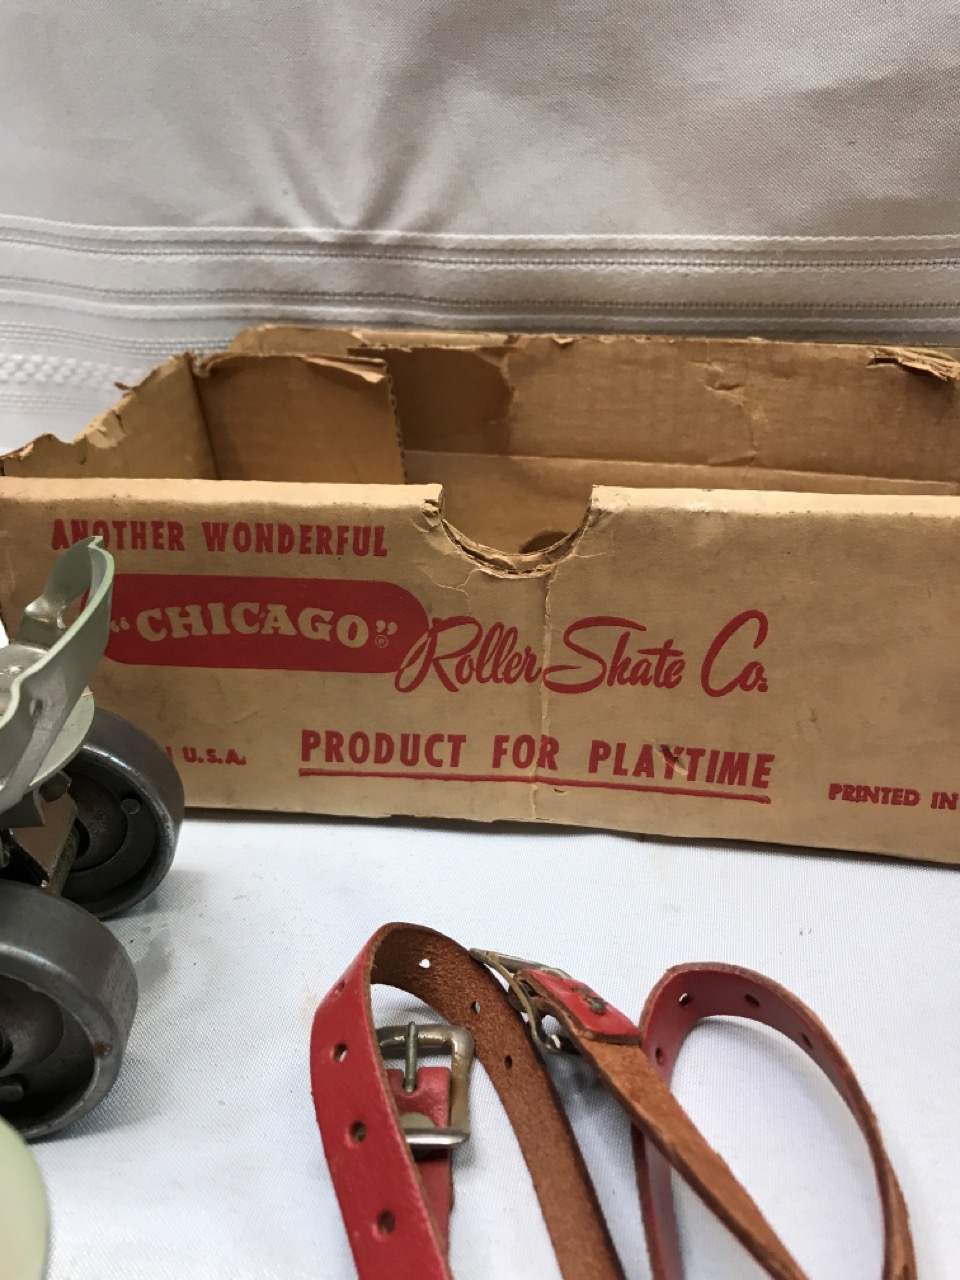 ANOTHER WONDERFUL
"CHICAGO®" Roller Skate Co.
U.S.A. PRODUCT FOR PLAYTIME PRINTED IN